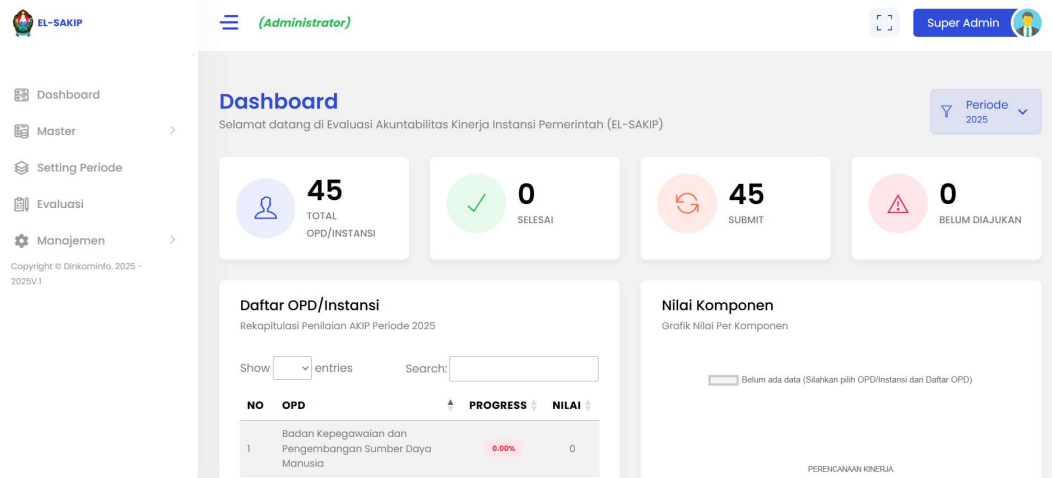 EL-SAKIP
(Administrator)
Super Admin
Dashboard
Master
Setting Periode
Evaluasi
Manajemen
Copyright © Dinkominfo. 2025 -
2025V.1
Dashboard
Selamat datang di Evaluasi Akuntabilitas Kinerja Instansi Pemerintah (EL-SAKIP)
Periode
2025
45
TOTAL
OPD/INSTANSI
0
SELESAI
45
SUBMIT
0
BELUM DIAJUKAN
Daftar OPD/Instansi
Rekapitulasi Penilaian AKIP Periode 2025
Show entries Search:
NO OPD PROGRESS NILAI
1 Badan Kepegawaian dan
Pengembangan Sumber Daya 0.00% 0
Manusia
Nilai Komponen
Grafik Nilai Per Komponen
Belum ada data (Silahkan pilih OPD/Instansi dari Daftar OPD)
PERENCANAAN KINERJA